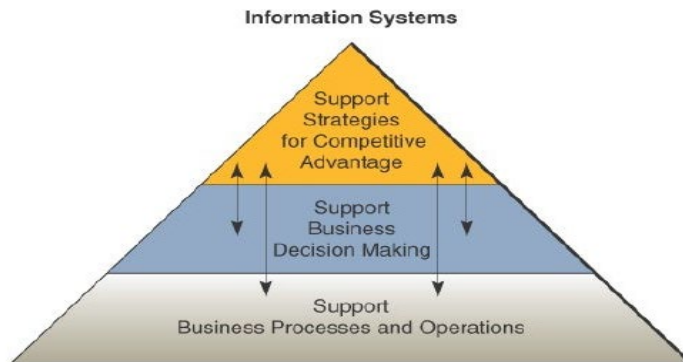 Information Systems
Support
Strategies
for Competitive
Advantage
Support
Business
Decision Making
Support
Business Processes and Operations